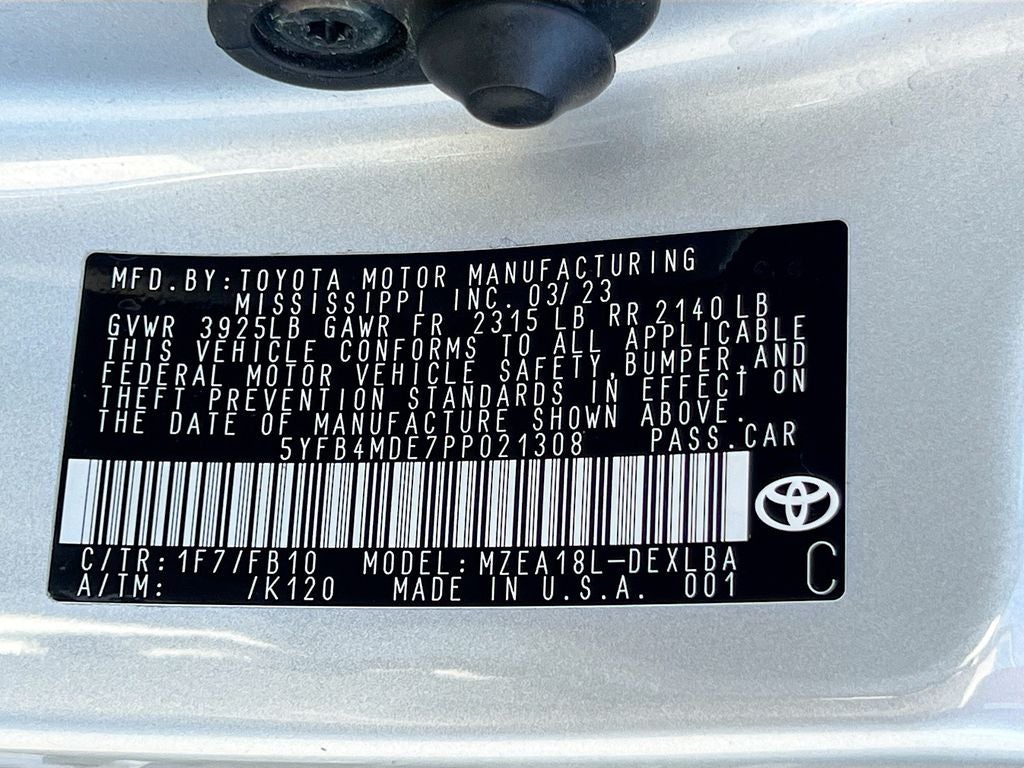 MFD.BY:TOYOTA MOTOR MANUFACTURING
MISSISSIPPI INC. 03/23
GVWR 3925LB GAWR FR 2315LB RR 2140LB
THIS VEHICLE CONFORMS TO ALL APPLICABLE
FEDERAL MOTOR VEHICLE SAFETY,BUMPER,AND
THEFT PREVENTION STANDARDS IN EFFECT ON
THE DATE OF MANUFACTURE SHOWN ABOVE.
5YFB4MDE7PP021308 PASS.CAR
C/TR:1F7/FB10 MODEL:MZEA18L-DEXLBA
A/TM: /K120 MADE IN U.S.A. 001
C